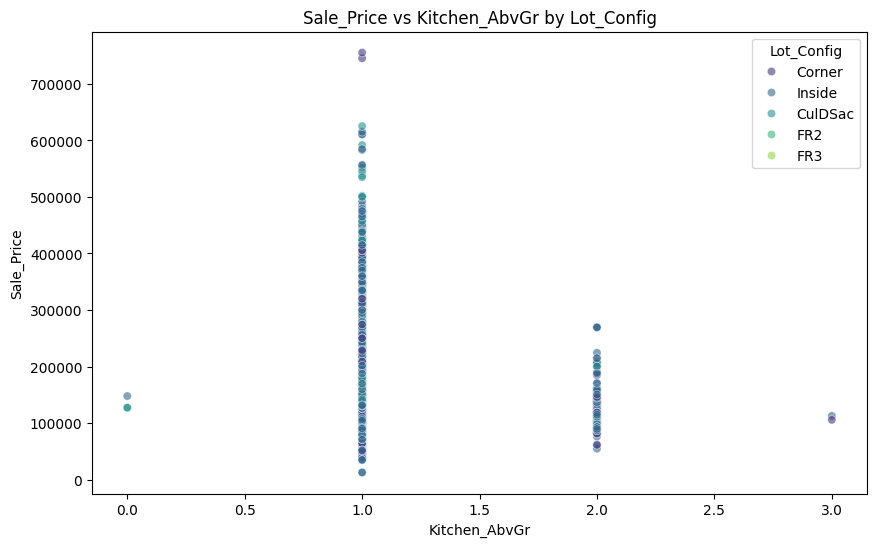 Sale_Price vs Kitchen_AbvGr by Lot_Config
Lot_Config
Corner
Inside
CulDSac
FR2
FR3
Sale_Price
700000
600000
500000
400000
300000
200000
100000
0
0.0 0.5 1.0 1.5 2.0 2.5 3.0
Kitchen_AbvGr